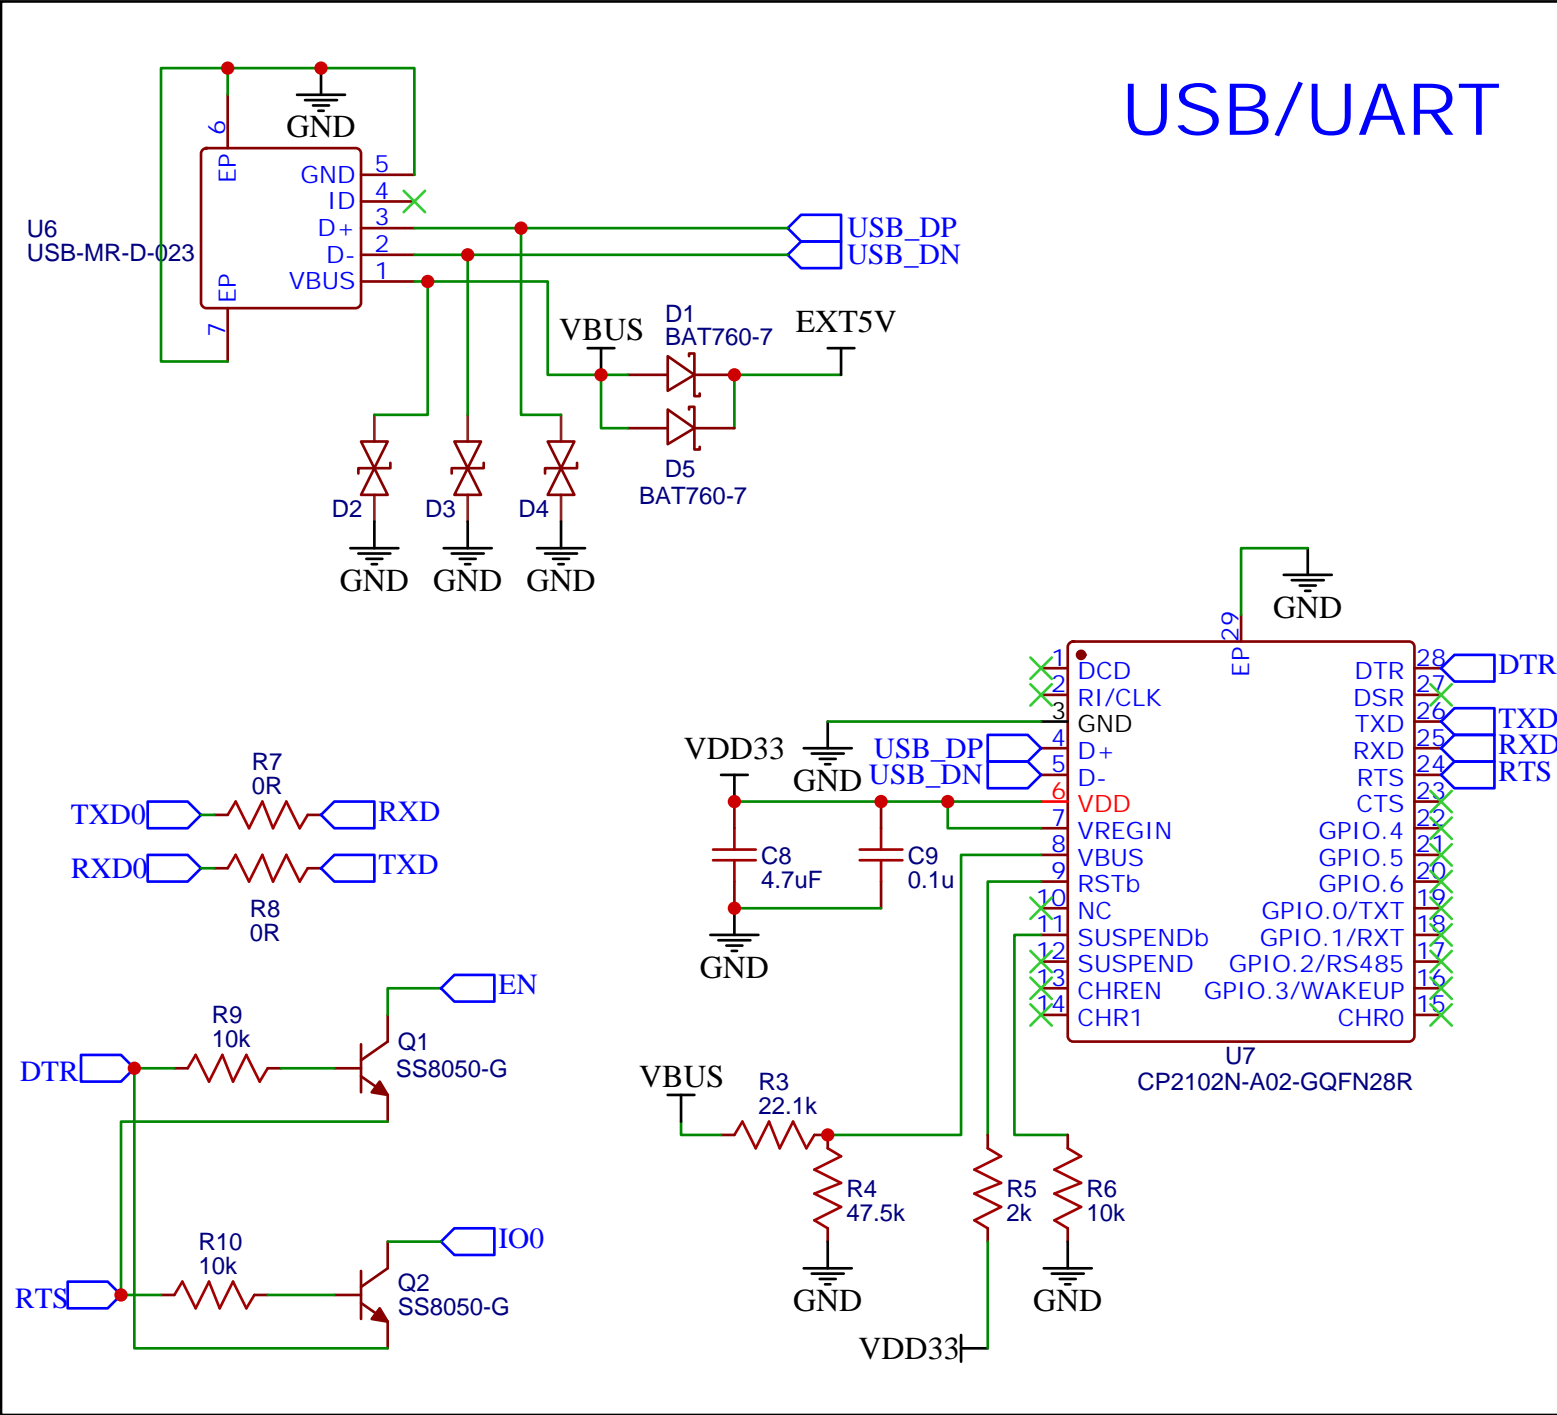 USB/UART
GND
6
EP
GND 5
ID 4
D+ 3
D- 2
VBUS 1
EP
7
U6
USB-MR-D-023
USB_DP
USB_DN
VBUS
D1
BAT760-7
EXT5V
D5
BAT760-7
D2
D3
D4
GND
GND
GND
GND
29
EP
1 DCD
2 RI/CLK
3 GND
4 D+
5 D-
6 VDD
7 VREGIN
8 VBUS
9 RSTb
10 NC
11 SUSPENDb
12 SUSPEND
13 CHREN
14 CHR1
DTR 28
DSR 27
TXD 26
RXD 25
RTS 24
CTS 23
GPIO.4 22
GPIO.5 21
GPIO.6 20
GPIO.0/TXT 19
GPIO.1/RXT 18
GPIO.2/RS485 17
GPIO.3/WAKEUP 16
CHR0 15
DTR
TXD
RXD
RTS
U7
CP2102N-A02-GQFN28R
VDD33
GND
USB_DP
USB_DN
C8
4.7uF
C9
0.1u
GND
R7
0R
TXD0
RXD
RXD0
TXD
R8
0R
EN
R9
10k
DTR
Q1
SS8050-G
IO0
R10
10k
RTS
Q2
SS8050-G
VBUS
R3
22.1k
R4
47.5k
GND
R5
2k
R6
10k
GND
VDD33